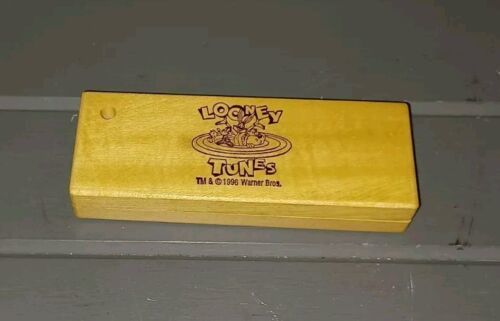 LOONEY
TUNES
TM & © 1996 Warner Bros.